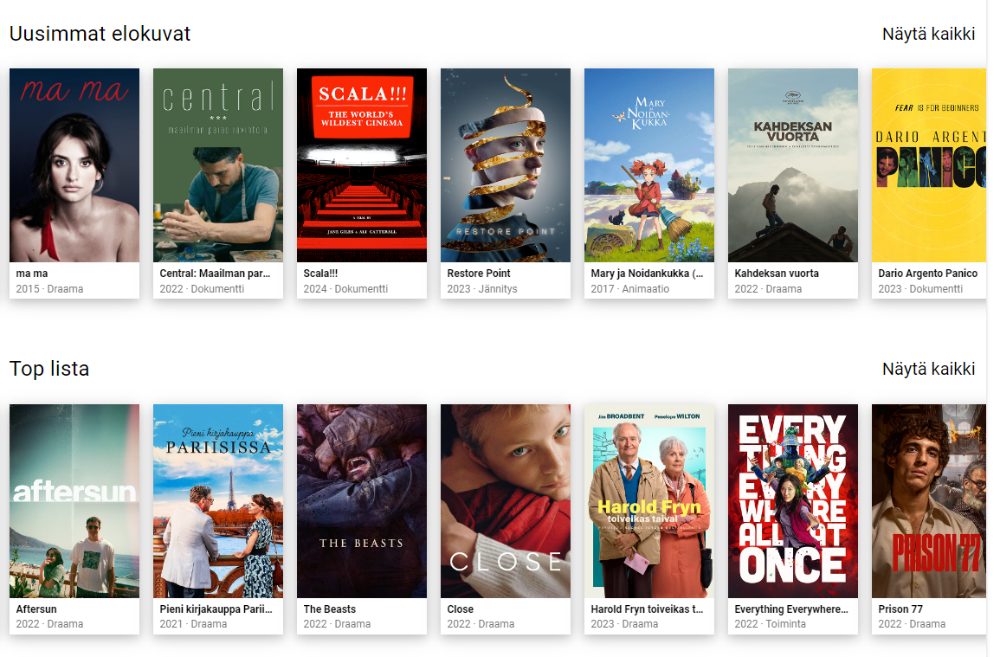 Uusimmat elokuvat
Näytä kaikki
ma ma
central
***
maailman paras ravintola
SCALA!!!
THE WORLD'S
WILDEST CINEMA
A FILM BY
JANE GILES & ALI CATTERALL
RESTORE POINT
MARY
JA
NOIDAN-
KUKKA
KAHDEKSAN
VUORTA
FEAR IS FOR BEGINNERS
DARIO ARGENT
PANICO
ma ma
2015 · Draama
Central: Maailman par...
2022 · Dokumentti
Scala!!!
2024 · Dokumentti
Restore Point
2023 · Jännitys
Mary ja Noidankukka (...
2017 · Animaatio
Kahdeksan vuorta
2022 · Draama
Dario Argento Panico
2023 · Dokumentti
Top lista
Näytä kaikki
aftersun
Pieni kirjakauppa
PARIISISSA
THE BEASTS
CLOSE
Jim BROADBENT Penelope WILTON
Harold Fryn
toiveikas taival
EVERY
THING
EVERY
WHERE
ALL AT
ONCE
PRISON 77
Aftersun
2022 · Draama
Pieni kirjakauppa Parii...
2021 · Draama
The Beasts
2022 · Draama
Close
2022 · Draama
Harold Fryn toiveikas t...
2023 · Draama
Everything Everywhere...
2022 · Toiminta
Prison 77
2022 · Draama